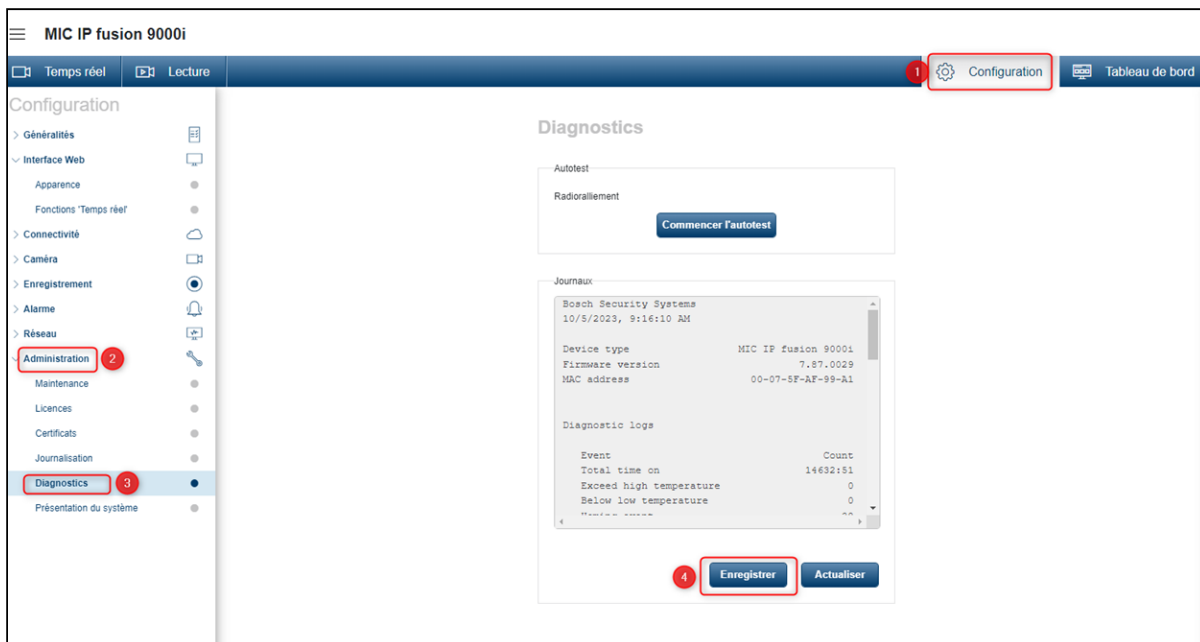 MIC IP fusion 9000i
Temps réel
Lecture
1
Configuration
Tableau de bord
Configuration
Généralités
Interface Web
Apparence
Fonctions 'Temps réel'
Connectivité
Caméra
Enregistrement
Alarme
Réseau
Administration 2
Maintenance
Licences
Certificats
Journalisation
Diagnostics 3
Présentation du système
Diagnostics
Autotest
Radioralliement
Commencer l'autotest
Journaux
Bosch Security Systems
10/5/2023, 9:16:10 AM
Device type MIC IP fusion 9000i
Firmware version 7.87.0029
MAC address 00-07-5F-AF-99-A1
Diagnostic logs
Event Count
Total time on 14632:51
Exceed high temperature 0
Below low temperature 0
4 Enregistrer Actualiser